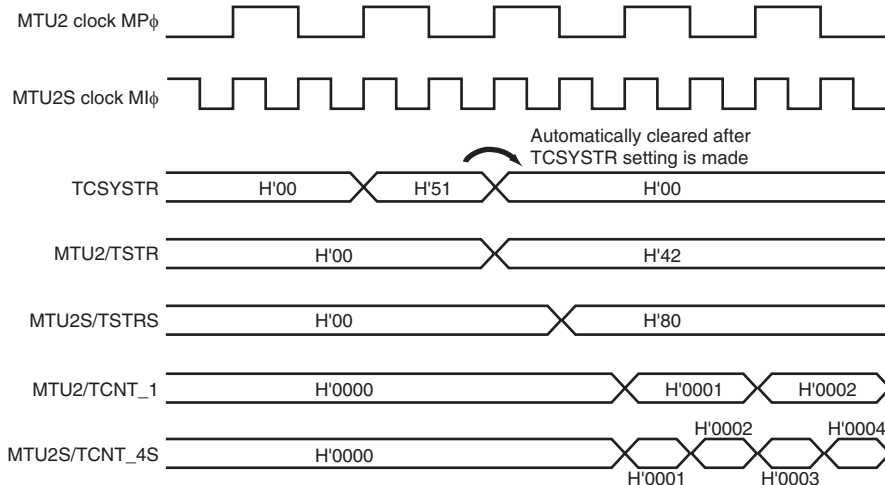 MTU2 clock MPφ
MTU2S clock MIφ
Automatically cleared after
TCSYSTR setting is made
TCSYSTR H'00 H'51 H'00
MTU2/TSTR H'00 H'42
MTU2S/TSTRS H'00 H'80
MTU2/TCNT_1 H'0000 H'0001 H'0002
H'0002 H'0004
MTU2S/TCNT_4S H'0000
H'0001 H'0003